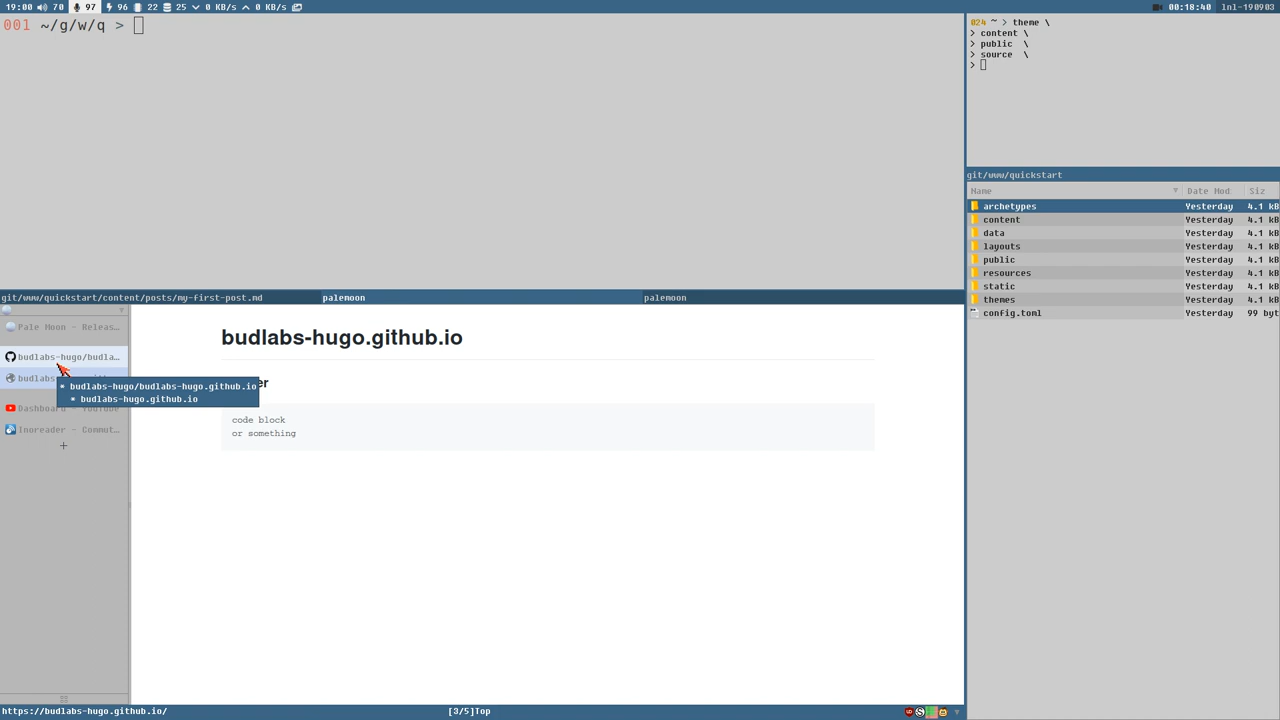 19:00 70 97 96 22 25 0 KB/s 0 KB/s 00:18:40 lnl-190903
001 ~/g/w/q >
024 ~ > theme \
> content \
> public \
> source \
>
git/www/quickstart
Name Date Mod Siz
archetypes Yesterday 4.1 kB
content Yesterday 4.1 kB
data Yesterday 4.1 kB
layouts Yesterday 4.1 kB
public Yesterday 4.1 kB
resources Yesterday 4.1 kB
static Yesterday 4.1 kB
themes Yesterday 4.1 kB
config.toml Yesterday 99 byt
git/www/quickstart/content/posts/my-first-post.md palemoon palemoon
Pale Moon - Releas...
budlabs-hugo/budla...
budlabs
* budlabs-hugo/budlabs-hugo.github.io
* budlabs-hugo.github.io
Dashboard - YouTube
Inoreader - Commut...
+
budlabs-hugo.github.io
er
code block
or something
https://budlabs-hugo.github.io/ [3/5]Top